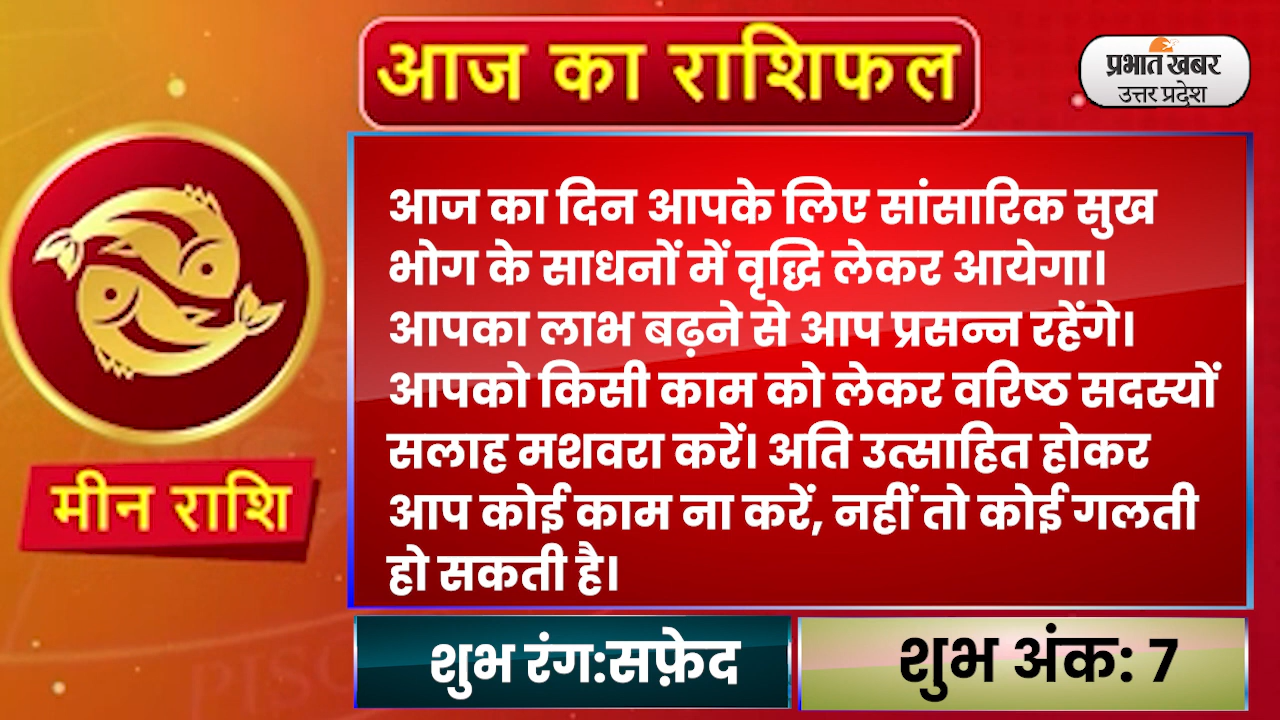 आज का राशिफल
प्रभात खबर
उत्तर प्रदेश
आज का दिन आपके लिए सांसारिक सुख
भोग के साधनों में वृद्धि लेकर आयेगा।
आपका लाभ बढ़ने से आप प्रसन्न रहेंगे।
आपको किसी काम को लेकर वरिष्ठ सदस्यों
सलाह मशवरा करें। अति उत्साहित होकर
आप कोई काम ना करें, नहीं तो कोई गलती
हो सकती है।
मीन राशि
शुभ रंग:सफ़ेद
शुभ अंक: 7